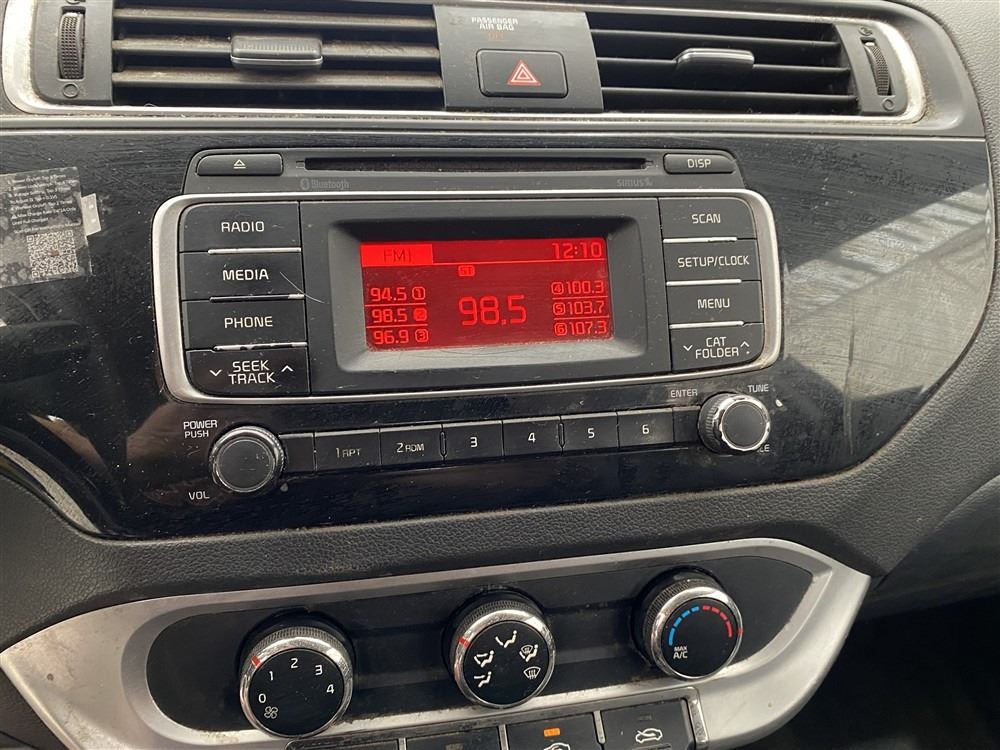 PASSENGER
AIR BAG
OFF
DISP
Bluetooth
SIRIUS
RADIO
MEDIA
PHONE
SEEK
TRACK
FM1
12:10
ST
94.5 1
98.5 2
96.9 3
98.5
4 100.3
5 103.7
6 107.3
SCAN
SETUP/CLOCK
MENU
CAT
FOLDER
POWER
PUSH
VOL
1 RPT
2 RDM
3
4
5
6
ENTER
TUNE
0
1
2
3
4
MAX
A/C